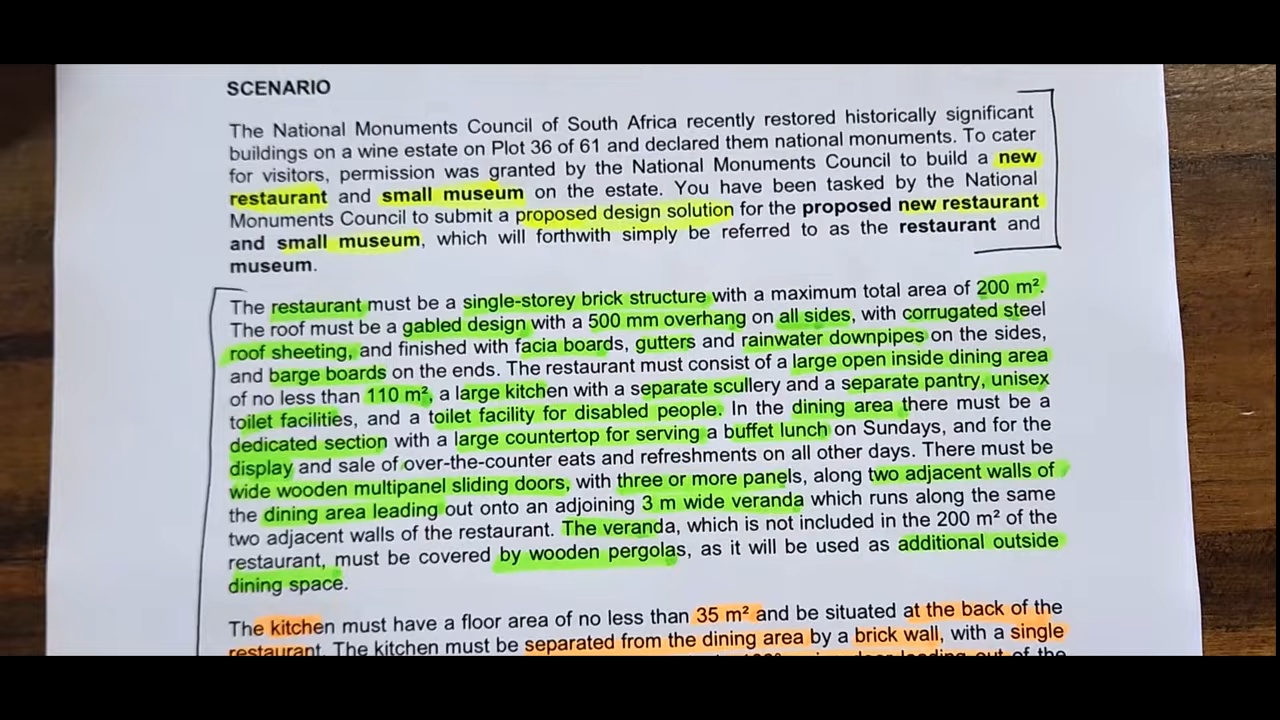 SCENARIO
The National Monuments Council of South Africa recently restored historically significant
buildings on a wine estate on Plot 36 of 61 and declared them national monuments. To cater
for visitors, permission was granted by the National Monuments Council to build a new
restaurant and small museum on the estate. You have been tasked by the National
Monuments Council to submit a proposed design solution for the proposed new restaurant
and small museum, which will forthwith simply be referred to as the restaurant and
museum.
The restaurant must be a single-storey brick structure with a maximum total area of 200 m².
The roof must be a gabled design with a 500 mm overhang on all sides, with corrugated steel
roof sheeting, and finished with facia boards, gutters and rainwater downpipes on the sides,
and barge boards on the ends. The restaurant must consist of a large open inside dining area
of no less than 110 m², a large kitchen with a separate scullery and a separate pantry, unisex
toilet facilities, and a toilet facility for disabled people. In the dining area there must be a
dedicated section with a large countertop for serving a buffet lunch on Sundays, and for the
display and sale of over-the-counter eats and refreshments on all other days. There must be
wide wooden multipanel sliding doors, with three or more panels, along two adjacent walls of
the dining area leading out onto an adjoining 3 m wide veranda which runs along the same
two adjacent walls of the restaurant. The veranda, which is not included in the 200 m² of the
restaurant, must be covered by wooden pergolas, as it will be used as additional outside
dining space.
The kitchen must have a floor area of no less than 35 m² and be situated at the back of the
restaurant. The kitchen must be separated from the dining area by a brick wall, with a single
leading out of the